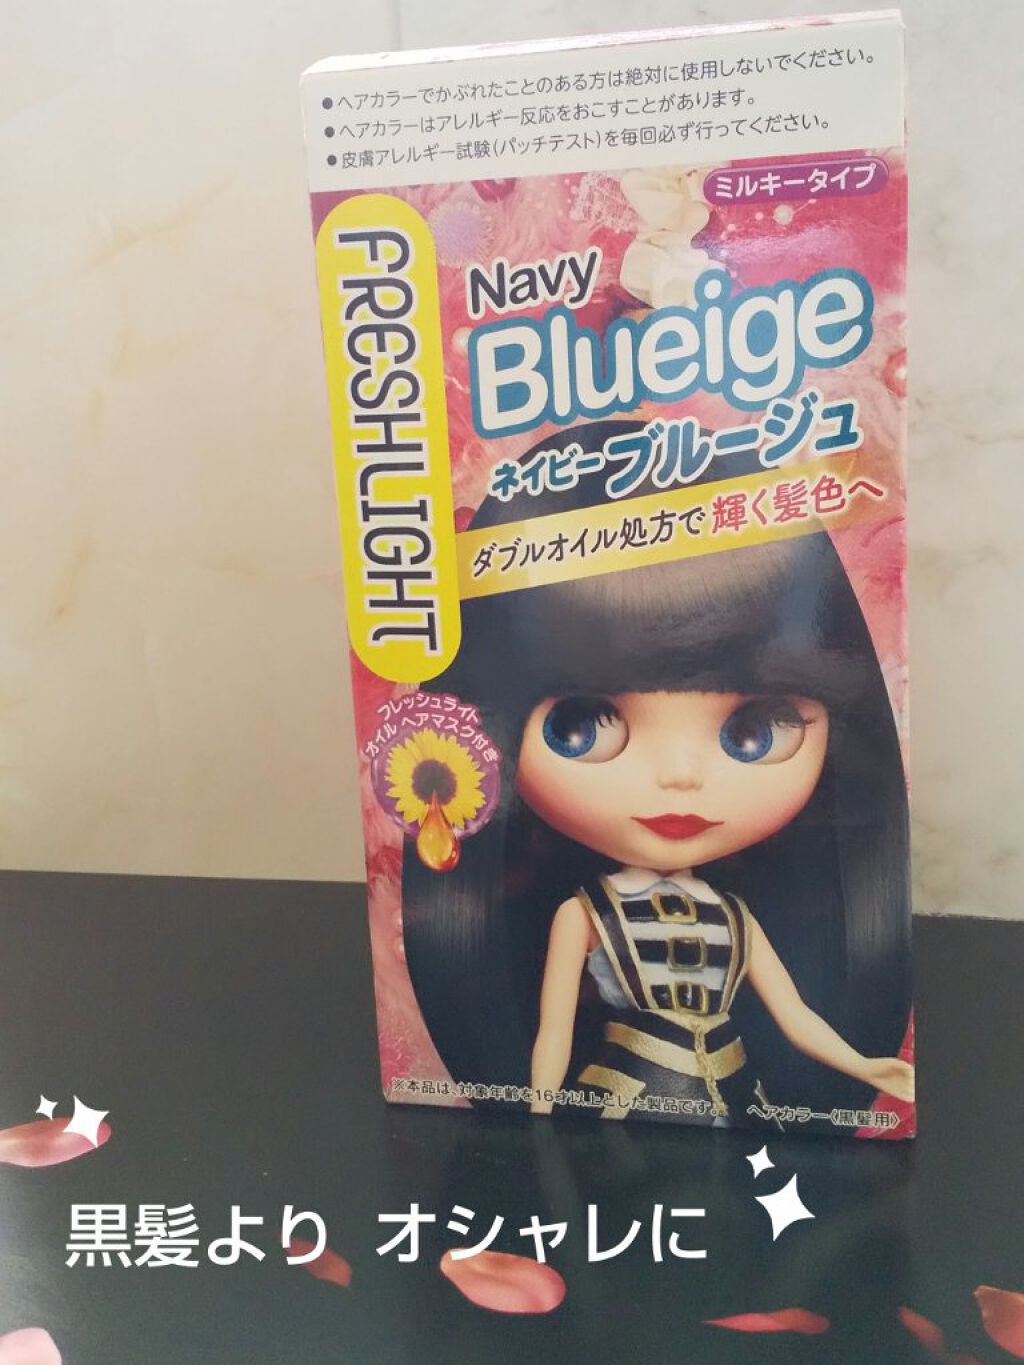 ●ヘアカラーでかぶれたことのある方は絶対に使用しないでください。
●ヘアカラーはアレルギー反応をおこすことがあります。
●皮膚アレルギー試験(パッチテスト)を毎回必ず行ってください。
ミルキータイプ
FRESHLIGHT
Navy
Blueige
ネイビーブルージュ
ダブルオイル処方で輝く髪色へ
フレッシュライト
オイル ヘアマスク付き
※本品は、対象年齢を16才以上とした製品です。
ヘアカラー〈黒髪用〉
黒髪より オシャレに